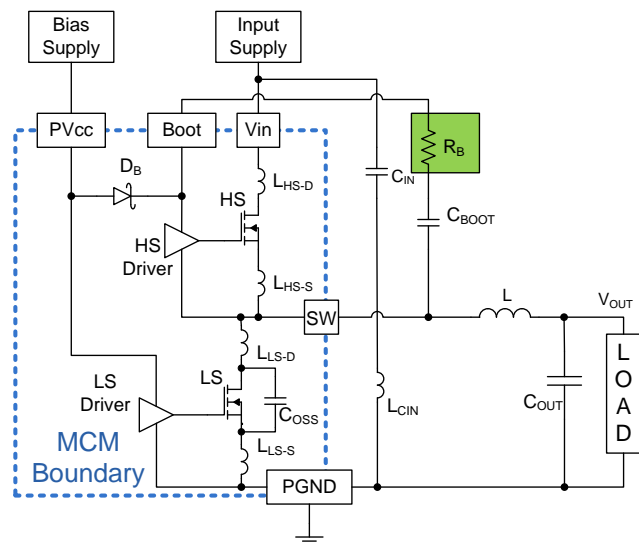 Bias
Supply
Input
Supply
PVcc
Boot
Vin
R_B
D_B
L_HS-D
C_IN
HS
C_BOOT
HS
Driver
L_HS-S
SW
L
V_OUT
L_LS-D
LS
LS
Driver
C_OSS
L_CIN
C_OUT
L
O
A
D
MCM
Boundary
L_LS-S
PGND